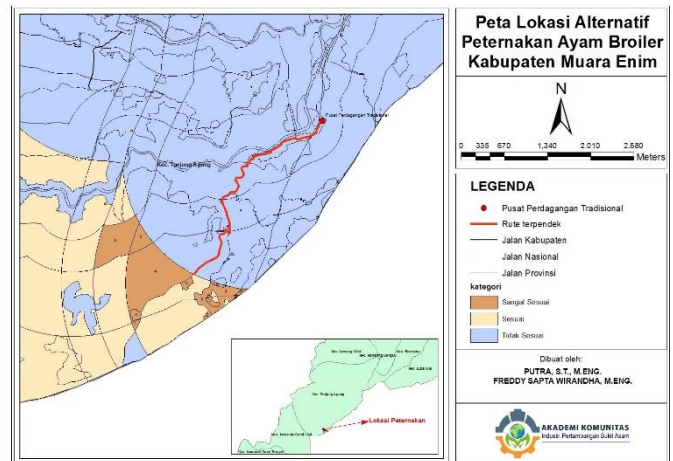 Peta Lokasi Alternatif
Peternakan Ayam Broiler
Kabupaten Muara Enim
N
0 335 670 1,340 2,010 2,680
Meters
LEGENDA
Pusat Perdagangan Tradisional
Rute terpendek
Jalan Kabupaten
Jalan Nasional
Jalan Provinsi
kategori
Sangat Sesuai
Sesuai
Tidak Sesuai
Dibuat oleh:
PUTRA, S.T., M.ENG.
FREDDY SAPTA WIRANDHA, M.ENG.
AKADEMI KOMUNITAS
Industri Pertambangan Bukit Asam
Pusat Perdagangan Tradisional
Kec. Tanjung Agung
Kec. Tanjung Agung
Lokasi Peternakan